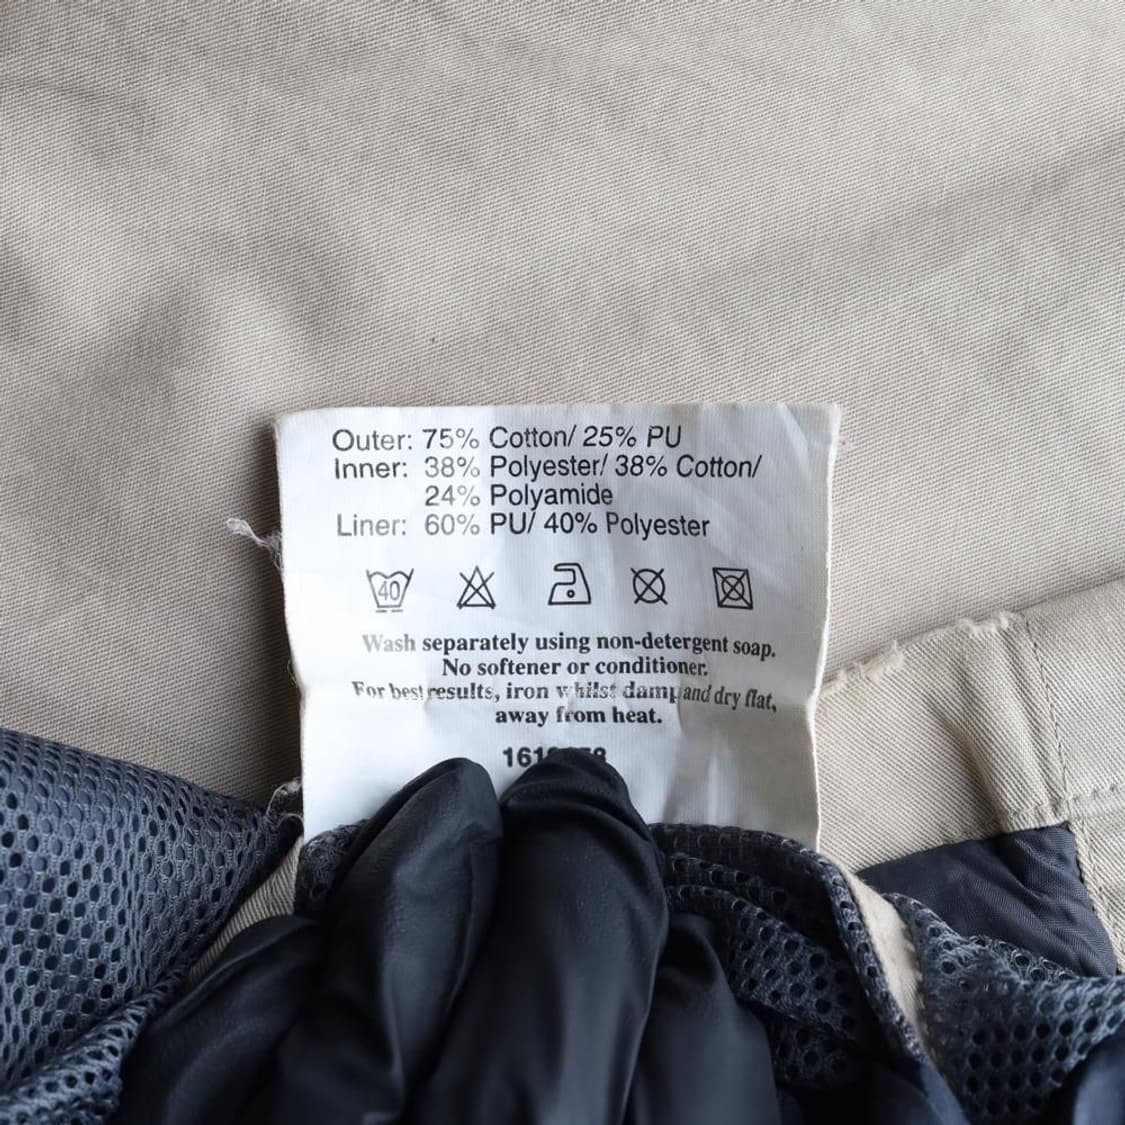 Outer: 75% Cotton/ 25% PU
Inner: 38% Polyester/ 38% Cotton/
24% Polyamide
Liner: 60% PU/ 40% Polyester
40
Wash separately using non-detergent soap.
No softener or conditioner.
For best results, iron whilst damp and dry flat,
away from heat.